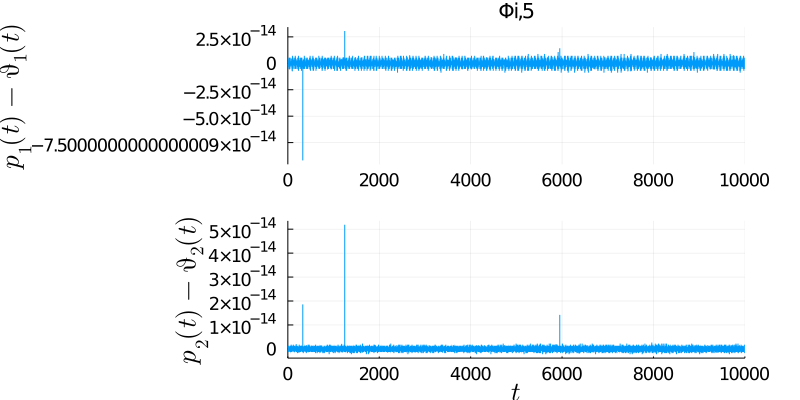 Φi,5
p₁(t) − ϑ₁(t)
2.5×10⁻¹⁴
0
−2.5×10⁻¹⁴
−5.0×10⁻¹⁴
−7.5000000000000009×10⁻¹⁴
0 2000 4000 6000 8000 10000
p₂(t) − ϑ₂(t)
5×10⁻¹⁴
4×10⁻¹⁴
3×10⁻¹⁴
2×10⁻¹⁴
1×10⁻¹⁴
0
0 2000 4000 6000 8000 10000
t